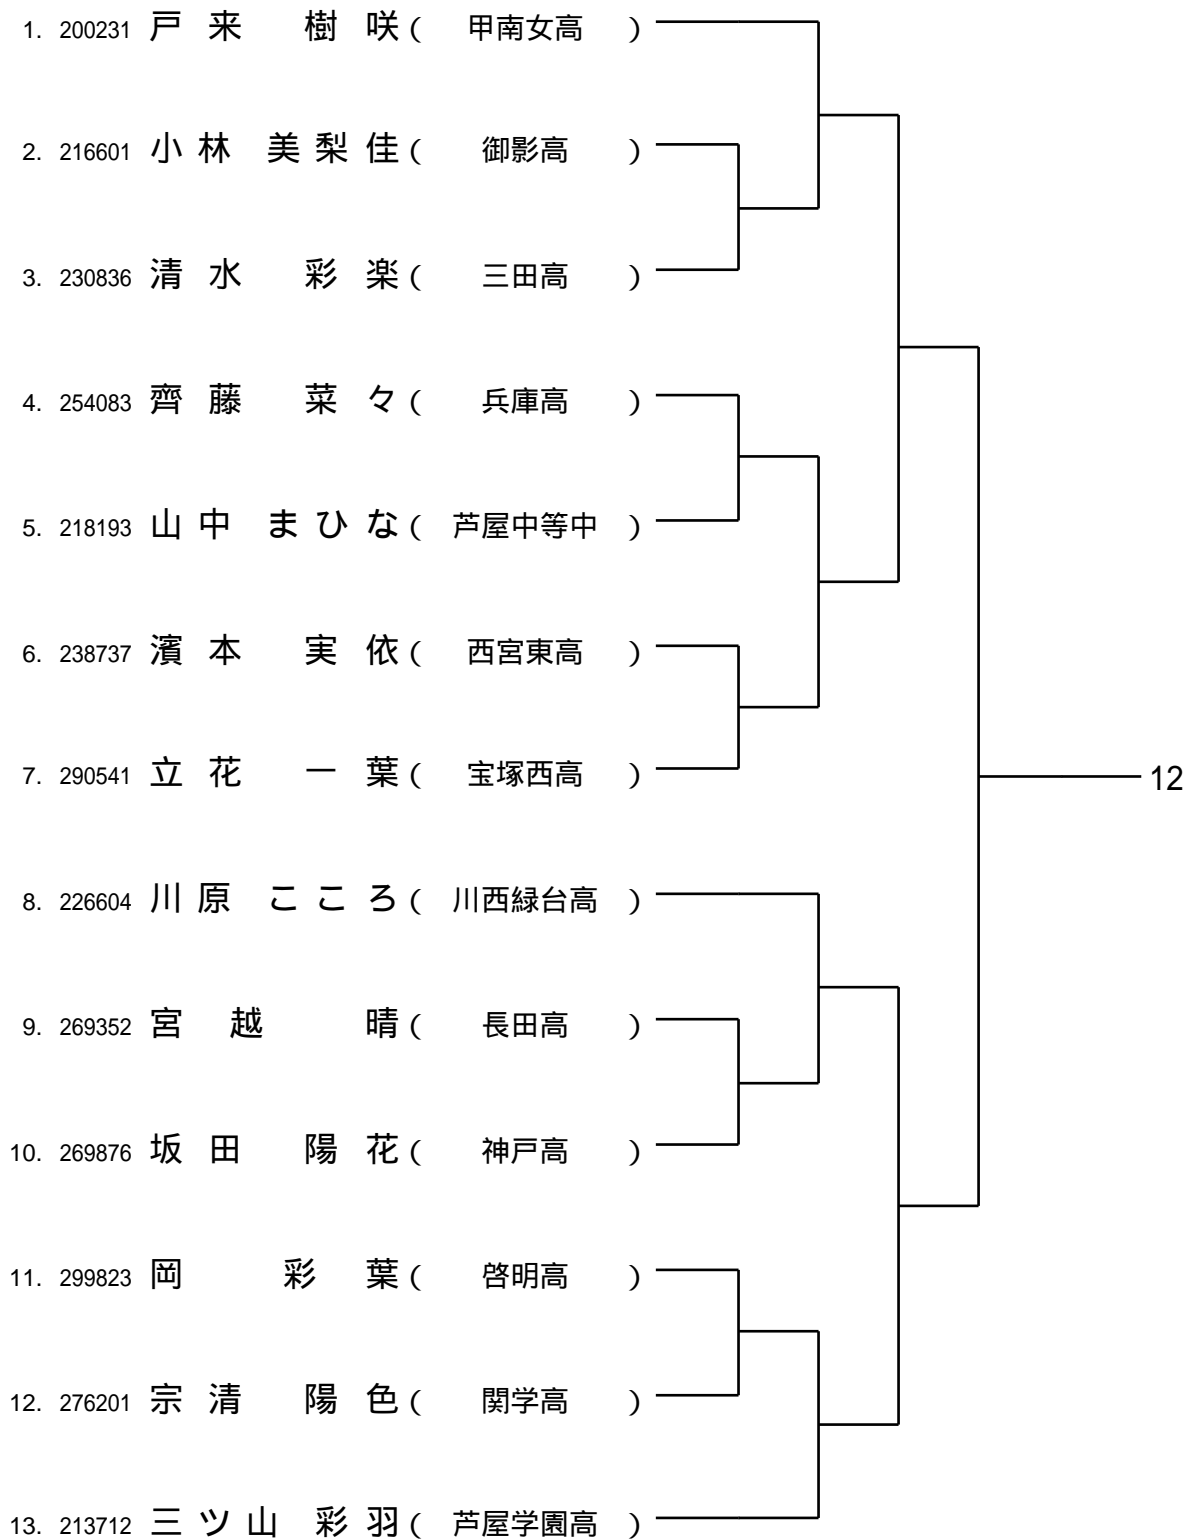 1. 200231 戸来 樹咲 ( 甲南女高 )
2. 216601 小林 美梨佳 ( 御影高 )
3. 230836 清水 彩楽 ( 三田高 )
4. 254083 齊藤 菜々 ( 兵庫高 )
5. 218193 山中 まひな ( 芦屋中等中 )
6. 238737 濱本 実依 ( 西宮東高 )
7. 290541 立花 一葉 ( 宝塚西高 )
12
8. 226604 川原 こころ ( 川西緑台高 )
9. 269352 宮越 晴 ( 長田高 )
10. 269876 坂田 陽花 ( 神戸高 )
11. 299823 岡 彩葉 ( 啓明高 )
12. 276201 宗清 陽色 ( 関学高 )
13. 213712 三ツ山 彩羽 ( 芦屋学園高 )